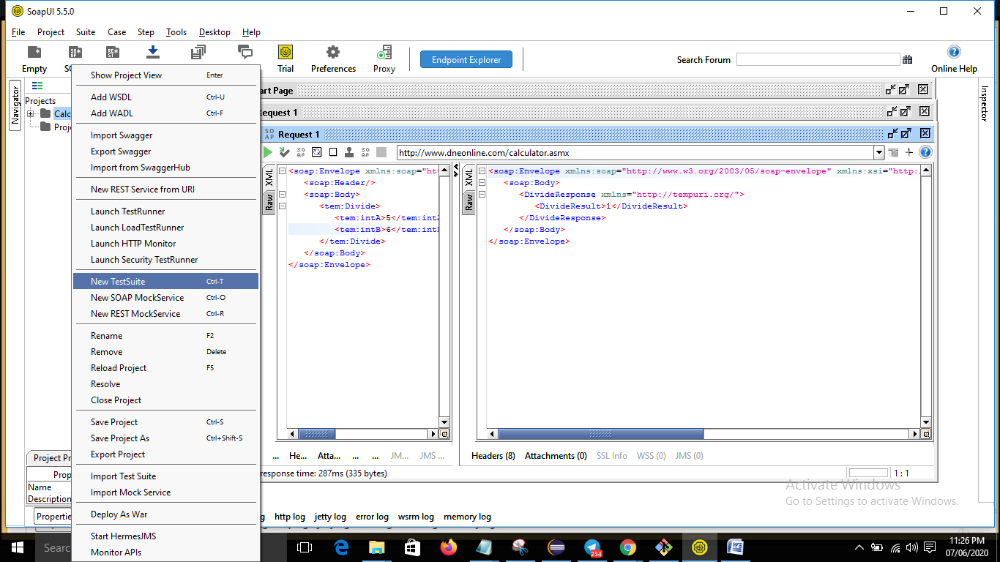 SoapUI 5.5.0
File Project Suite Case Step Tools Desktop Help
Empty Trial Preferences Proxy Endpoint Explorer Search Forum Online Help
Navigator
Projects
Inspector
Show Project View Enter
Add WSDL Ctrl-U
Add WADL Ctrl-F
Import Swagger
Export Swagger
Import from SwaggerHub
New REST Service from URI
Launch TestRunner
Launch LoadTestRunner
Launch HTTP Monitor
Launch Security TestRunner
New TestSuite Ctrl-T
New SOAP MockService Ctrl-O
New REST MockService Ctrl-R
Rename F2
Remove Delete
Reload Project F5
Resolve
Close Project
Save Project Ctrl-S
Save Project As Ctrl+Shift-S
Export Project
Import Test Suite
Import Mock Service
Deploy As War
Start HermesJMS
Monitor APIs
art Page
Request 1
SOAP Request 1
http://www.dneonline.com/calculator.asmx
XML
Raw
<soap:Envelope xmlns:soap="htt
<soap:Header/>
<soap:Body>
<tem:Divide>
<tem:intA>5</tem:intA
<tem:intB>6</tem:intB
</tem:Divide>
</soap:Body>
</soap:Envelope>
XML
Raw
<soap:Envelope xmlns:soap="http://www.w3.org/2003/05/soap-envelope" xmlns:xsi="http:
<soap:Body>
<DivideResponse xmlns="http://tempuri.org/">
<DivideResult>1</DivideResult>
</DivideResponse>
</soap:Body>
</soap:Envelope>
... He... Atta... ... ... JM... JMS ...
Headers (8) Attachments (0) SSL Info WSS (0) JMS (0)
response time: 287ms (335 bytes)
1 : 1
Project Pr
Prop
Name
Description
Propertie
http log jetty log error log wsrm log memory log
Activate Windows
Go to Settings to activate Windows.
Searc
254
11:26 PM
07/06/2020